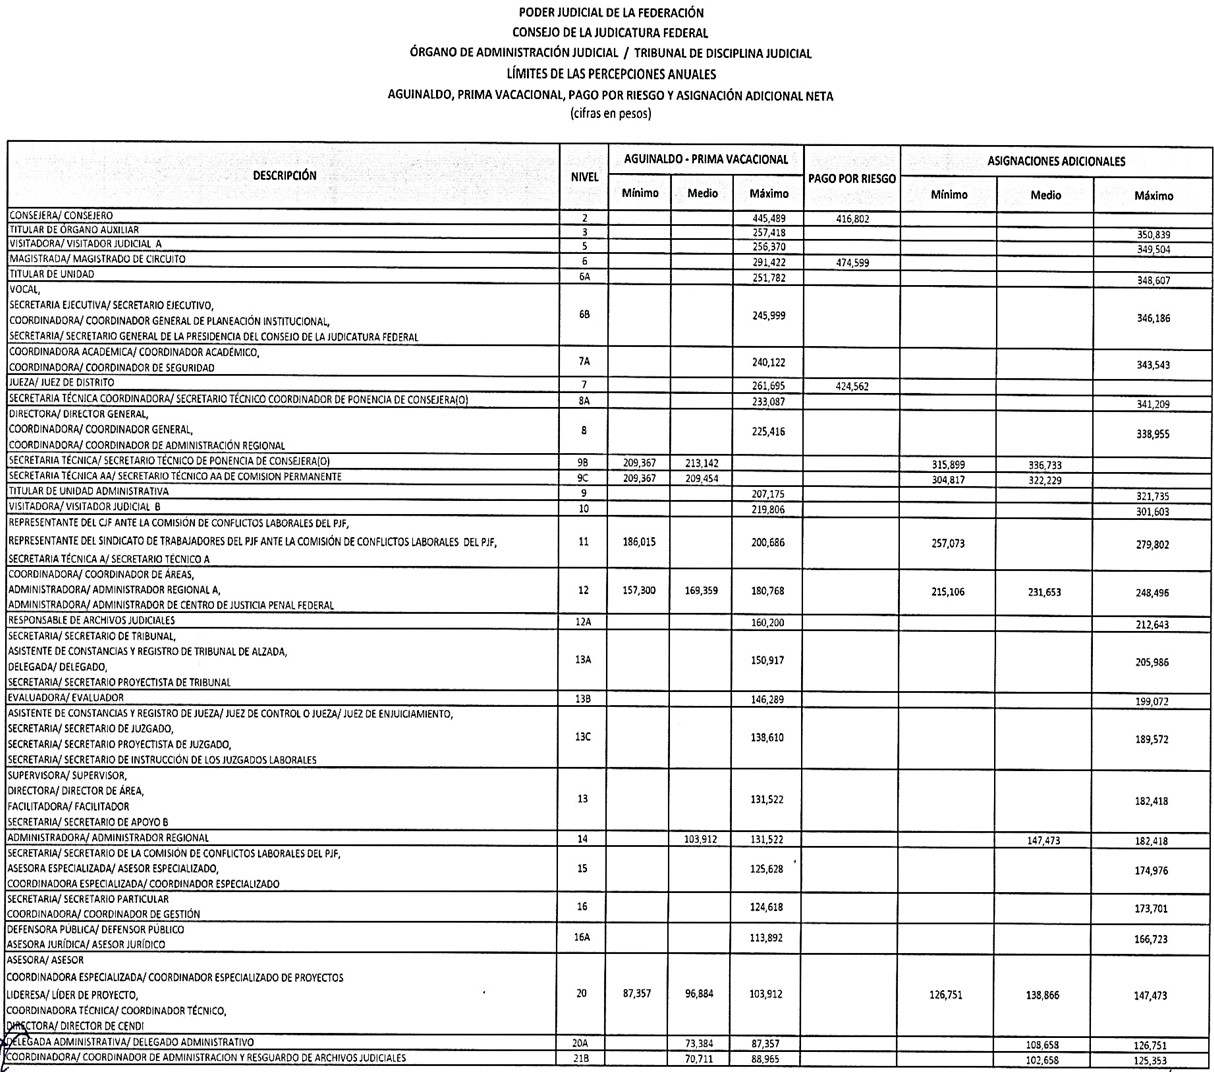 PODER JUDICIAL DE LA FEDERACIÓN
CONSEJO DE LA JUDICATURA FEDERAL
ÓRGANO DE ADMINISTRACIÓN JUDICIAL / TRIBUNAL DE DISCIPLINA JUDICIAL
LÍMITES DE LAS PERCEPCIONES ANUALES
AGUINALDO, PRIMA VACACIONAL, PAGO POR RIESGO Y ASIGNACIÓN ADICIONAL NETA
(cifras en pesos)
DESCRIPCIÓN NIVEL AGUINALDO - PRIMA VACACIONAL PAGO POR RIESGO ASIGNACIONES ADICIONALES
Mínimo Medio Máximo Mínimo Medio Máximo
CONSEJERA/ CONSEJERO 2 445,489 416,802
TITULAR DE ÓRGANO AUXILIAR 3 257,418 350,839
VISITADORA/ VISITADOR JUDICIAL A 5 256,370 349,504
MAGISTRADA/ MAGISTRADO DE CIRCUITO 6 291,422 474,599
TITULAR DE UNIDAD 6A 251,782 348,607
VOCAL,
SECRETARIA EJECUTIVA/ SECRETARIO EJECUTIVO,
COORDINADORA/ COORDINADOR GENERAL DE PLANEACIÓN INSTITUCIONAL,
SECRETARIA/ SECRETARIO GENERAL DE LA PRESIDENCIA DEL CONSEJO DE LA JUDICATURA FEDERAL
6B 245,999 346,186
COORDINADORA ACADEMICA/ COORDINADOR ACADÉMICO,
COORDINADORA/ COORDINADOR DE SEGURIDAD
7A 240,122 343,543
JUEZA/ JUEZ DE DISTRITO 7 261,695 424,562
SECRETARIA TÉCNICA COORDINADORA/ SECRETARIO TÉCNICO COORDINADOR DE PONENCIA DE CONSEJERA(O) 8A 233,087 341,209
DIRECTORA/ DIRECTOR GENERAL,
COORDINADORA/ COORDINADOR GENERAL,
COORDINADORA/ COORDINADOR DE ADMINISTRACIÓN REGIONAL
8 225,416 338,955
SECRETARIA TÉCNICA/ SECRETARIO TÉCNICO DE PONENCIA DE CONSEJERA(O) 9B 209,367 213,142 315,899 336,733
SECRETARIA TÉCNICA AA/ SECRETARIO TÉCNICO AA DE COMISION PERMANENTE 9C 209,367 209,454 304,817 322,229
TITULAR DE UNIDAD ADMINISTRATIVA 9 207,175 321,735
VISITADORA/ VISITADOR JUDICIAL B 10 219,806 301,603
REPRESENTANTE DEL CJF ANTE LA COMISIÓN DE CONFLICTOS LABORALES DEL PJF,
REPRESENTANTE DEL SINDICATO DE TRABAJADORES DEL PJF ANTE LA COMISIÓN DE CONFLICTOS LABORALES DEL PJF,
SECRETARIA TÉCNICA A/ SECRETARIO TÉCNICO A
11 186,015 200,686 257,073 279,802
COORDINADORA/ COORDINADOR DE ÁREAS,
ADMINISTRADORA/ ADMINISTRADOR REGIONAL A,
ADMINISTRADORA/ ADMINISTRADOR DE CENTRO DE JUSTICIA PENAL FEDERAL
12 157,300 169,359 180,768 215,106 231,653 248,496
RESPONSABLE DE ARCHIVOS JUDICIALES 12A 160,200 212,643
SECRETARIA/ SECRETARIO DE TRIBUNAL,
ASISTENTE DE CONSTANCIAS Y REGISTRO DE TRIBUNAL DE ALZADA,
DELEGADA/ DELEGADO,
SECRETARIA/ SECRETARIO PROYECTISTA DE TRIBUNAL
13A 150,917 205,986
EVALUADORA/ EVALUADOR 13B 146,289 199,072
ASISTENTE DE CONSTANCIAS Y REGISTRO DE JUEZA/ JUEZ DE CONTROL O JUEZA/ JUEZ DE ENJUICIAMIENTO,
SECRETARIA/ SECRETARIO DE JUZGADO,
SECRETARIA/ SECRETARIO PROYECTISTA DE JUZGADO,
SECRETARIA/ SECRETARIO DE INSTRUCCIÓN DE LOS JUZGADOS LABORALES
13C 138,610 189,572
SUPERVISORA/ SUPERVISOR,
DIRECTORA/ DIRECTOR DE ÁREA,
FACILITADORA/ FACILITADOR
SECRETARIA/ SECRETARIO DE APOYO B
13 131,522 182,418
ADMINISTRADORA/ ADMINISTRADOR REGIONAL 14 103,912 131,522 147,473 182,418
SECRETARIA/ SECRETARIO DE LA COMISIÓN DE CONFLICTOS LABORALES DEL PJF,
ASESORA ESPECIALIZADA/ ASESOR ESPECIALIZADO,
COORDINADORA ESPECIALIZADA/ COORDINADOR ESPECIALIZADO
15 125,628 174,976
SECRETARIA/ SECRETARIO PARTICULAR
COORDINADORA/ COORDINADOR DE GESTIÓN
16 124,618 173,701
DEFENSORA PÚBLICA/ DEFENSOR PÚBLICO
ASESORA JURÍDICA/ ASESOR JURÍDICO
16A 113,892 166,723
ASESORA/ ASESOR
COORDINADORA ESPECIALIZADA/ COORDINADOR ESPECIALIZADO DE PROYECTOS
LIDERESA/ LÍDER DE PROYECTO,
COORDINADORA TÉCNICA/ COORDINADOR TÉCNICO,
DIRECTORA/ DIRECTOR DE CENDI
20 87,357 96,884 103,912 126,751 138,866 147,473
DELEGADA ADMINISTRATIVA/ DELEGADO ADMINISTRATIVO 20A 73,384 87,357 108,658 126,751
COORDINADORA/ COORDINADOR DE ADMINISTRACION Y RESGUARDO DE ARCHIVOS JUDICIALES 21B 70,711 88,965 102,658 125,353